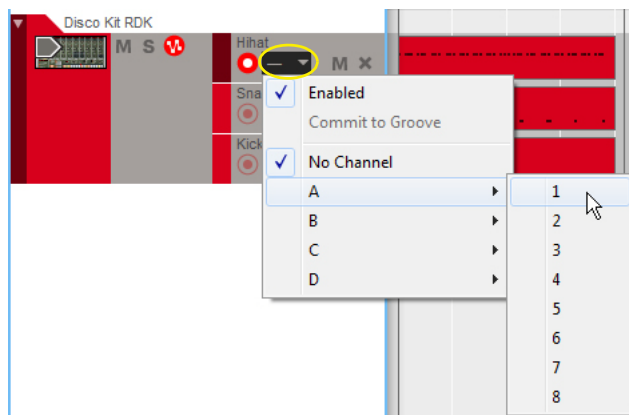 Disco Kit RDK
M S
Hihat
— M ×
Sna
Kick
Enabled
Commit to Groove
No Channel
A
B
C
D
1
2
3
4
5
6
7
8